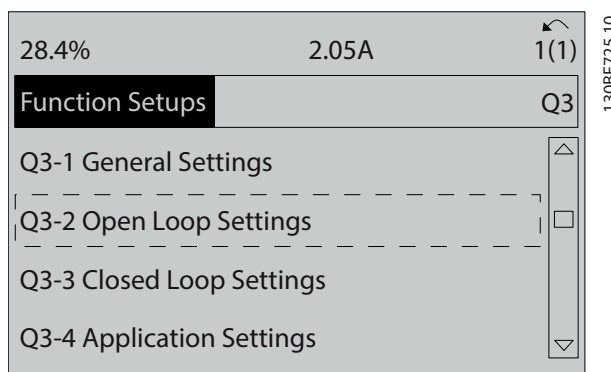 28.4% 2.05A 1(1)
Function Setups Q3
Q3-1 General Settings
Q3-2 Open Loop Settings
Q3-3 Closed Loop Settings
Q3-4 Application Settings
130BF725.10